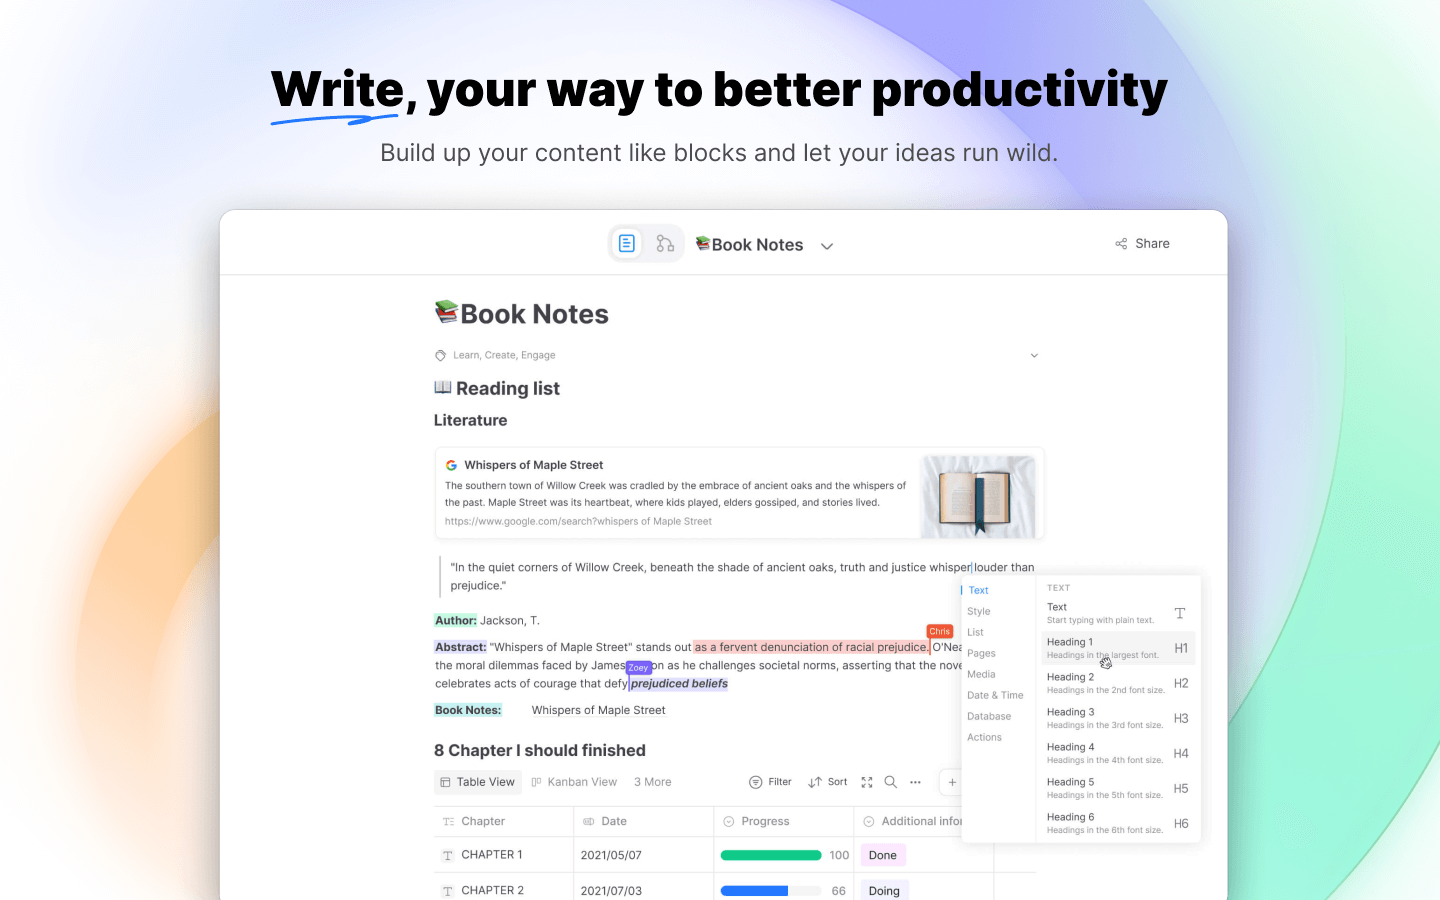 Write, your way to better productivity
Build up your content like blocks and let your ideas run wild.
Book Notes
Share
Book Notes
Learn, Create, Engage
Reading list
Literature
Whispers of Maple Street
The southern town of Willow Creek was cradled by the embrace of ancient oaks and the whispers of
the past. Maple Street was its heartbeat, where kids played, elders gossiped, and stories lived.
https://www.google.com/search?whispers of Maple Street
"In the quiet corners of Willow Creek, beneath the shade of ancient oaks, truth and justice whisper louder than
prejudice."
Author: Jackson, T.
Chris
Abstract: "Whispers of Maple Street" stands out as a fervent denunciation of racial prejudice. O'Nea
the moral dilemmas faced by James on as he challenges societal norms, asserting that the nove
Zoey
celebrates acts of courage that defy prejudiced beliefs
Book Notes: Whispers of Maple Street
8 Chapter I should finished
Table View Kanban View 3 More Filter Sort
Chapter Date Progress Additional infor
CHAPTER 1 2021/05/07 100 Done
CHAPTER 2 2021/07/03 66 Doing
Text
Style
List
Pages
Media
Date & Time
Database
Actions
TEXT
Text
Start typing with plain text.
T
Heading 1
Headings in the largest font.
H1
Heading 2
Headings in the 2nd font size.
H2
Heading 3
Headings in the 3rd font size.
H3
Heading 4
Headings in the 4th font size.
H4
Heading 5
Headings in the 5th font size.
H5
Heading 6
Headings in the 6th font size.
H6